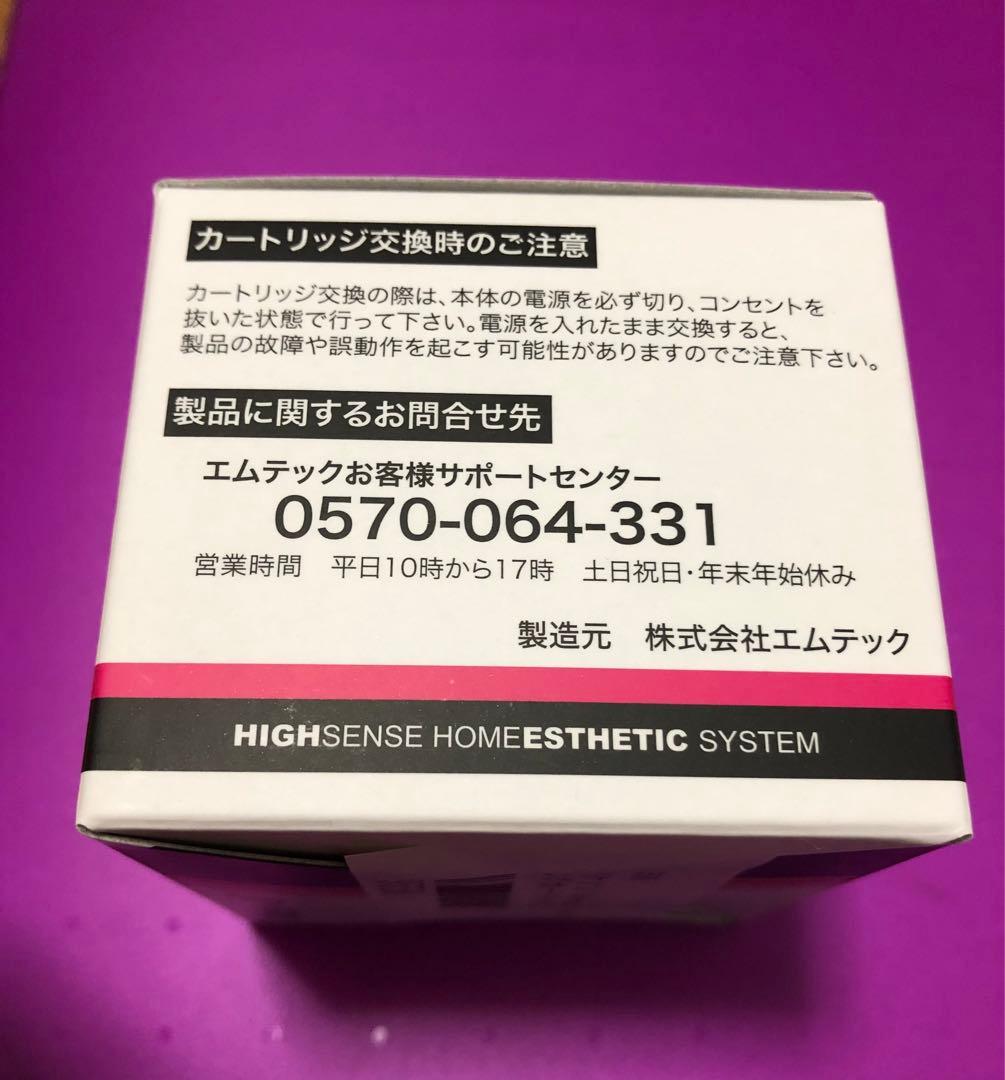 カートリッジ交換時のご注意
カートリッジ交換の際は、本体の電源を必ず切り、コンセントを
抜いた状態で行って下さい。電源を入れたまま交換すると、
製品の故障や誤動作を起こす可能性がありますのでご注意下さい。
製品に関するお問合せ先
エムテックお客様サポートセンター
0570-064-331
営業時間　平日10時から17時　土日祝日・年末年始休み
製造元　株式会社エムテック
HIGHSENSE HOMEESTHETIC SYSTEM